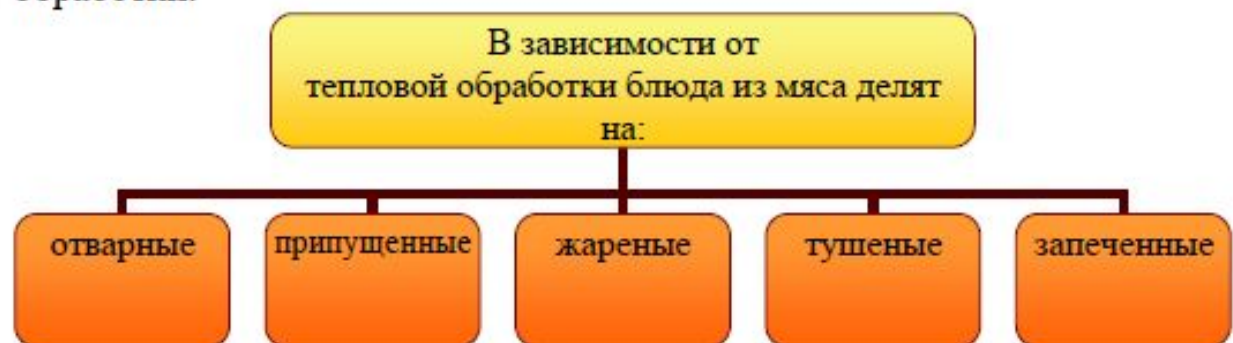 В зависимости от
тепловой обработки блюда из мяса делят
на:
отварные
припущенные
жареные
тушеные
запеченные